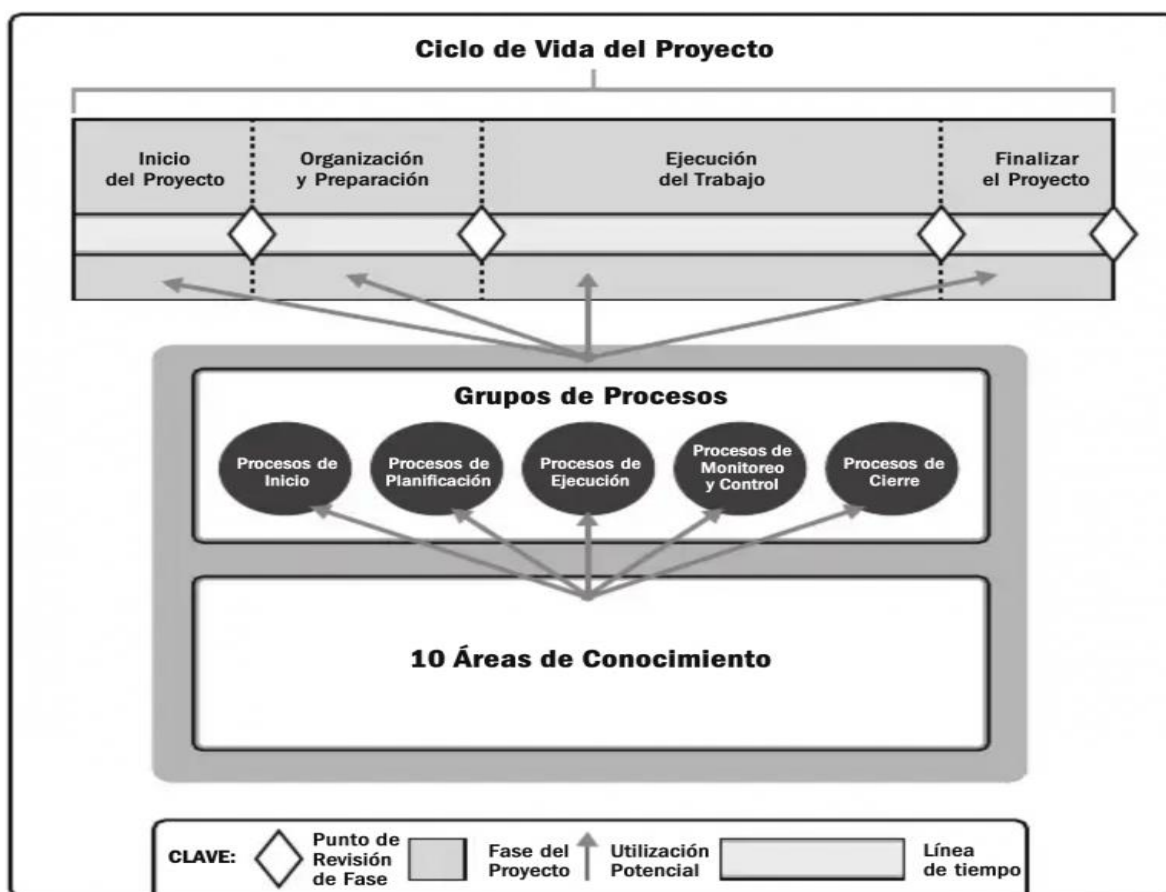 Ciclo de Vida del Proyecto
Inicio
del Proyecto
Organización
y Preparación
Ejecución
del Trabajo
Finalizar
el Proyecto
Grupos de Procesos
Procesos de
Inicio
Procesos de
Planificación
Procesos de
Ejecución
Procesos de
Monitoreo
y Control
Procesos de
Cierre
10 Áreas de Conocimiento
CLAVE:
Punto de
Revisión
de Fase
Fase del
Proyecto
Utilización
Potencial
Línea
de tiempo